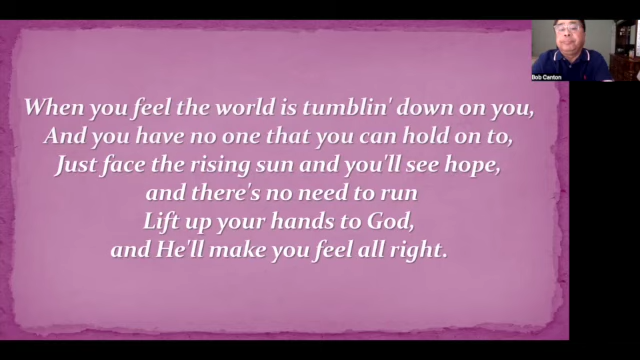 When you feel the world is tumblin' down on you,
And you have no one that you can hold on to,
Just face the rising sun and you'll see hope,
and there's no need to run
Lift up your hands to God,
and He'll make you feel all right.
Bob Canton